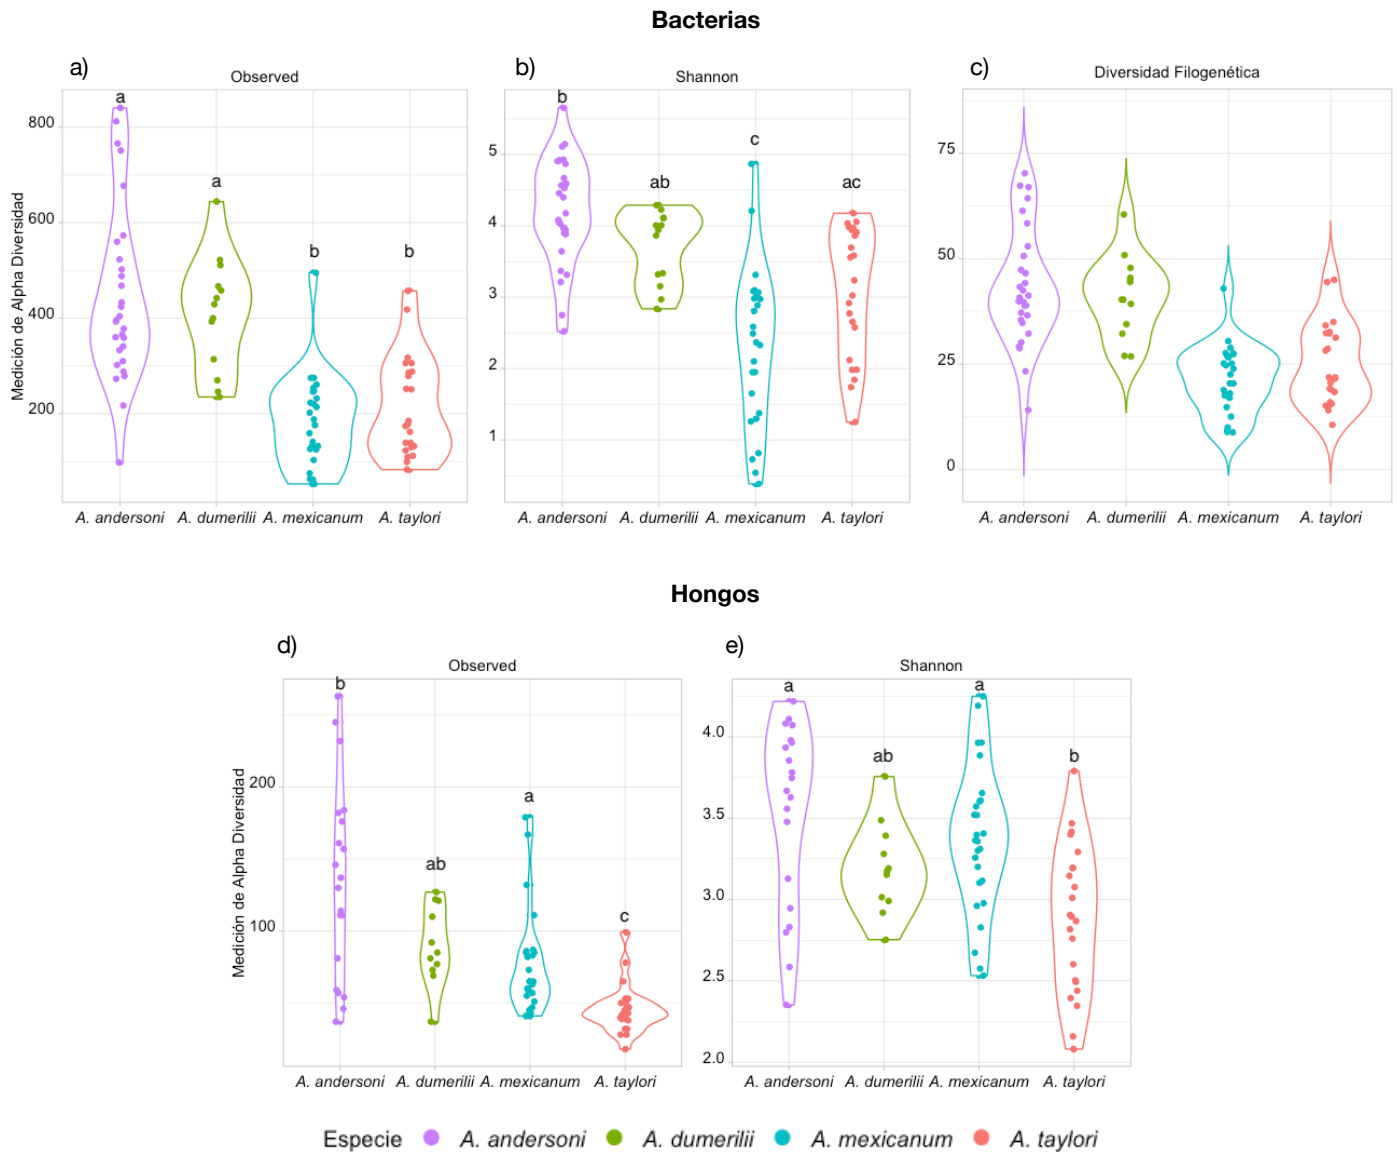 Bacterias
a)
b)
c)
Observed
Shannon
Diversidad Filogenética
Medición de Alpha Diversidad
800
600
400
200
a
a
b
b
5
4
3
2
1
b
ab
c
ac
75
50
25
0
A. andersoni A. dumerilii A. mexicanum A. taylori
A. andersoni A. dumerilii A. mexicanum A. taylori
A. andersoni A. dumerilii A. mexicanum A. taylori
Hongos
d)
e)
Observed
Shannon
Medición de Alpha Diversidad
200
100
b
ab
a
c
4.0
3.5
3.0
2.5
2.0
a
ab
a
b
A. andersoni A. dumerilii A. mexicanum A. taylori
A. andersoni A. dumerilii A. mexicanum A. taylori
Especie A. andersoni A. dumerilii A. mexicanum A. taylori